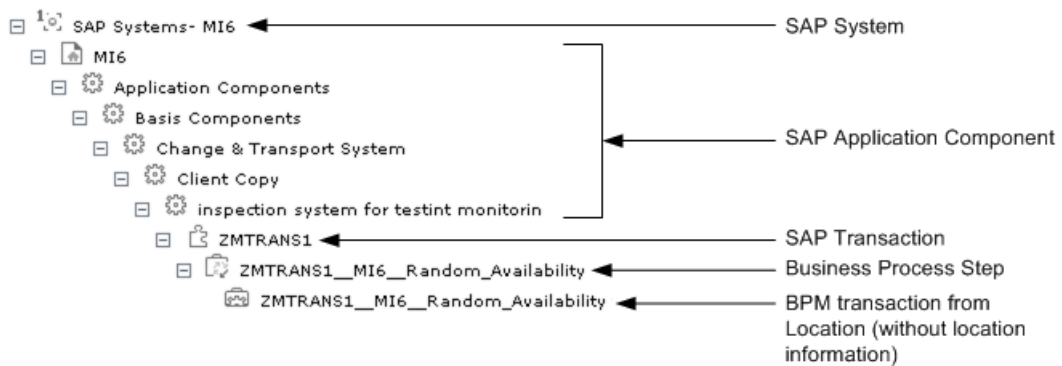 SAP Systems- MI6
SAP System
MI6
Application Components
Basis Components
Change & Transport System
SAP Application Component
Client Copy
inspection system for testint monitorin
ZMTRANS1
SAP Transaction
ZMTRANS1__MI6__Random_Availability
Business Process Step
ZMTRANS1__MI6__Random_Availability
BPM transaction from
Location (without location
information)